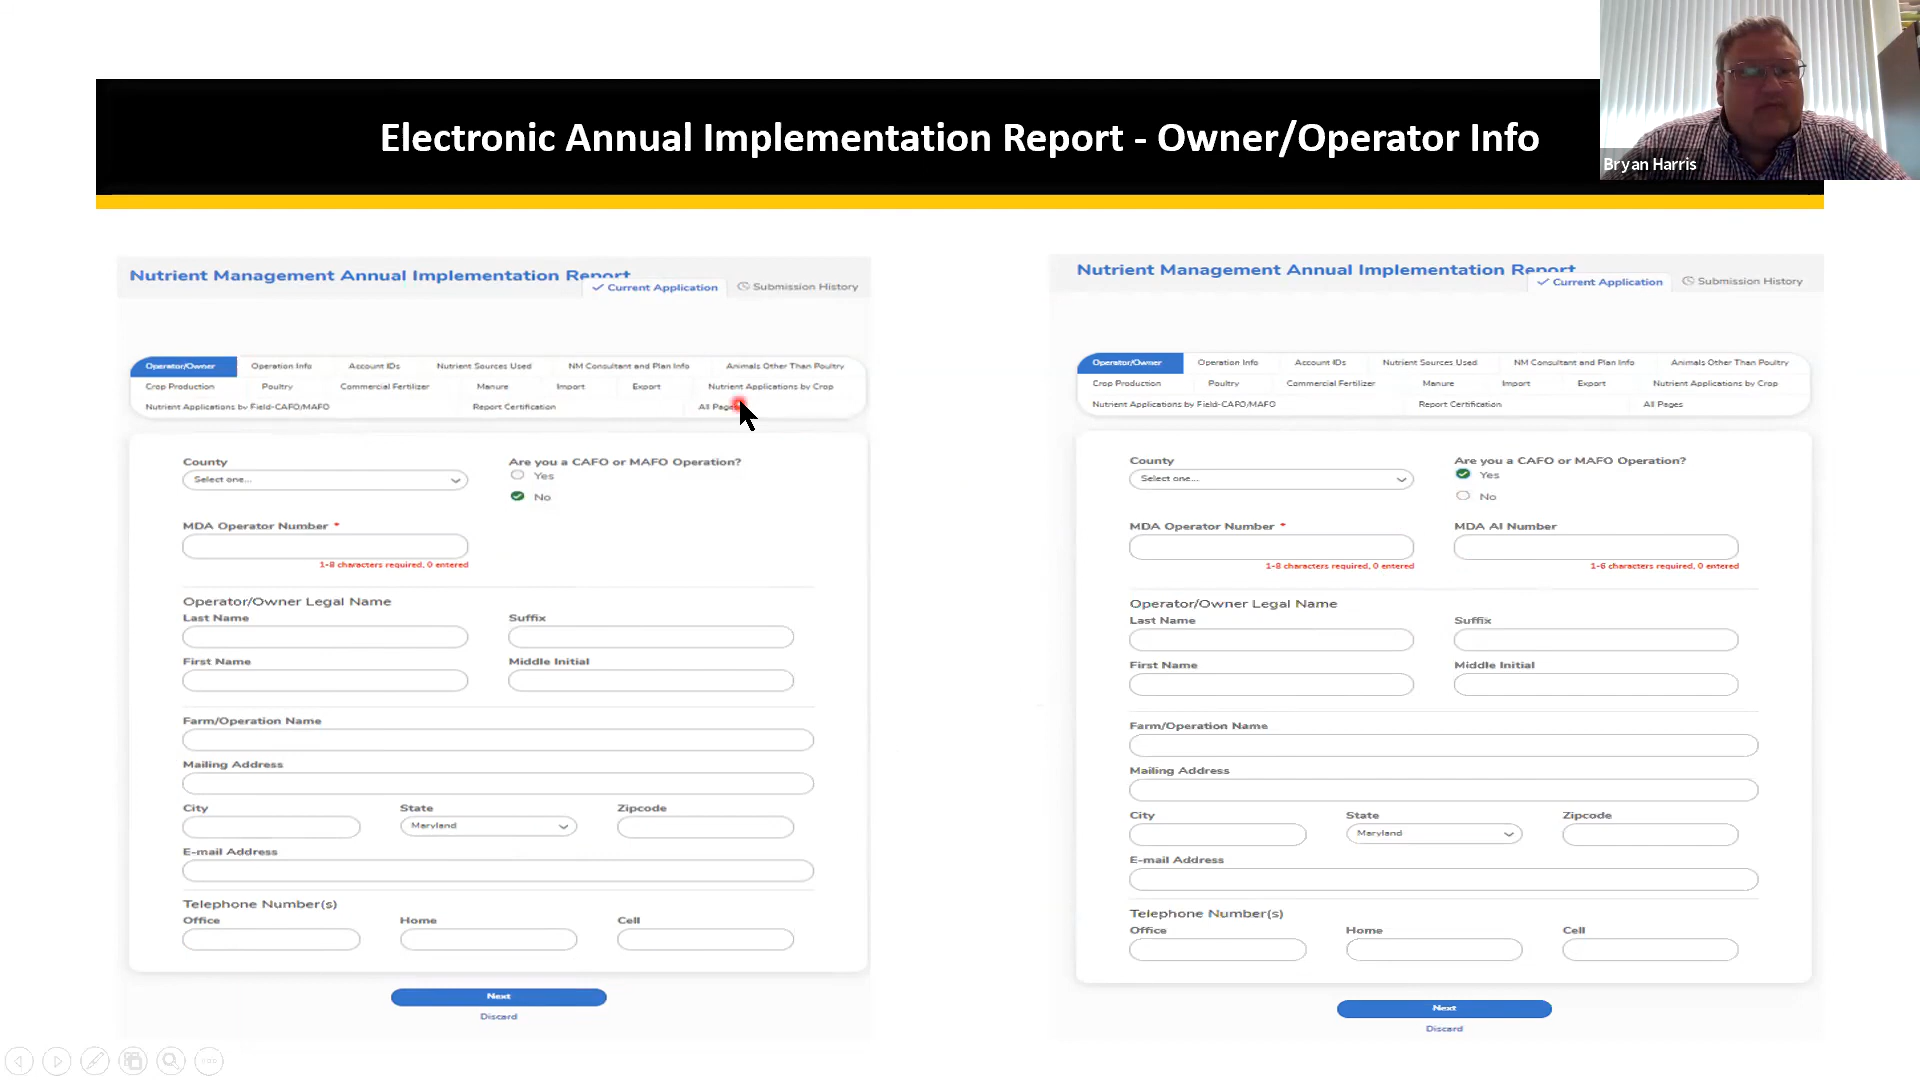 Electronic Annual Implementation Report - Owner/Operator Info
Bryan Harris
Nutrient Management Annual Implementation Report
Current Application
Submission History
Operator/Owner Operation Info Account IDs Nutrient Sources Used NM Consultant and Plan Info Animals Other Than Poultry
Crop Production Poultry Commercial Fertilizer Manure Import Export Nutrient Applications by Crop
Nutrient Applications by Field-CAFO/MAFO Report Certification All Pages
County Are you a CAFO or MAFO Operation?
Select one... Yes
No
MDA Operator Number *
1-8 characters required, 0 entered
Operator/Owner Legal Name
Last Name Suffix
First Name Middle Initial
Farm/Operation Name
Mailing Address
City State Zipcode
Maryland
E-mail Address
Telephone Number(s)
Office Home Cell
Next
Discard
Nutrient Management Annual Implementation Report
Current Application
Submission History
Operator/Owner Operation Info Account IDs Nutrient Sources Used NM Consultant and Plan Info Animals Other Than Poultry
Crop Production Poultry Commercial Fertilizer Manure Import Export Nutrient Applications by Crop
Nutrient Applications by Field-CAFO/MAFO Report Certification All Pages
County Are you a CAFO or MAFO Operation?
Select one... Yes
No
MDA Operator Number * MDA AI Number
1-8 characters required, 0 entered 1-6 characters required, 0 entered
Operator/Owner Legal Name
Last Name Suffix
First Name Middle Initial
Farm/Operation Name
Mailing Address
City State Zipcode
Maryland
E-mail Address
Telephone Number(s)
Office Home Cell
Next
Discard